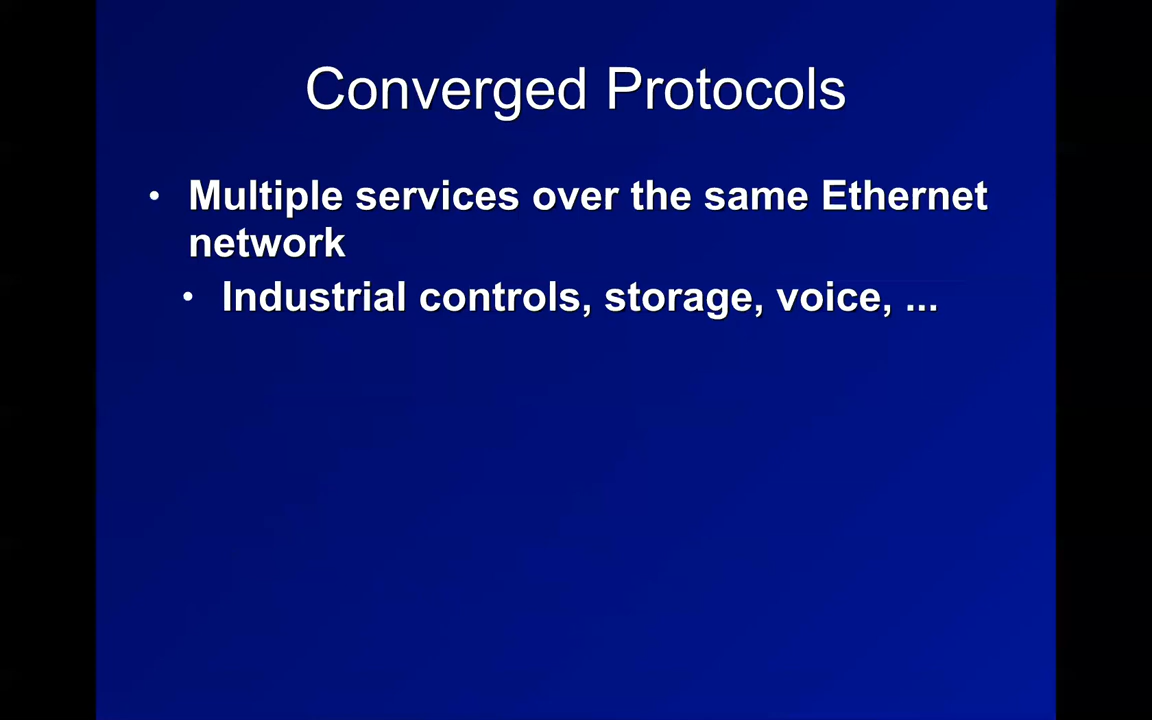 Converged Protocols
• Multiple services over the same Ethernet
network
• Industrial controls, storage, voice, ...